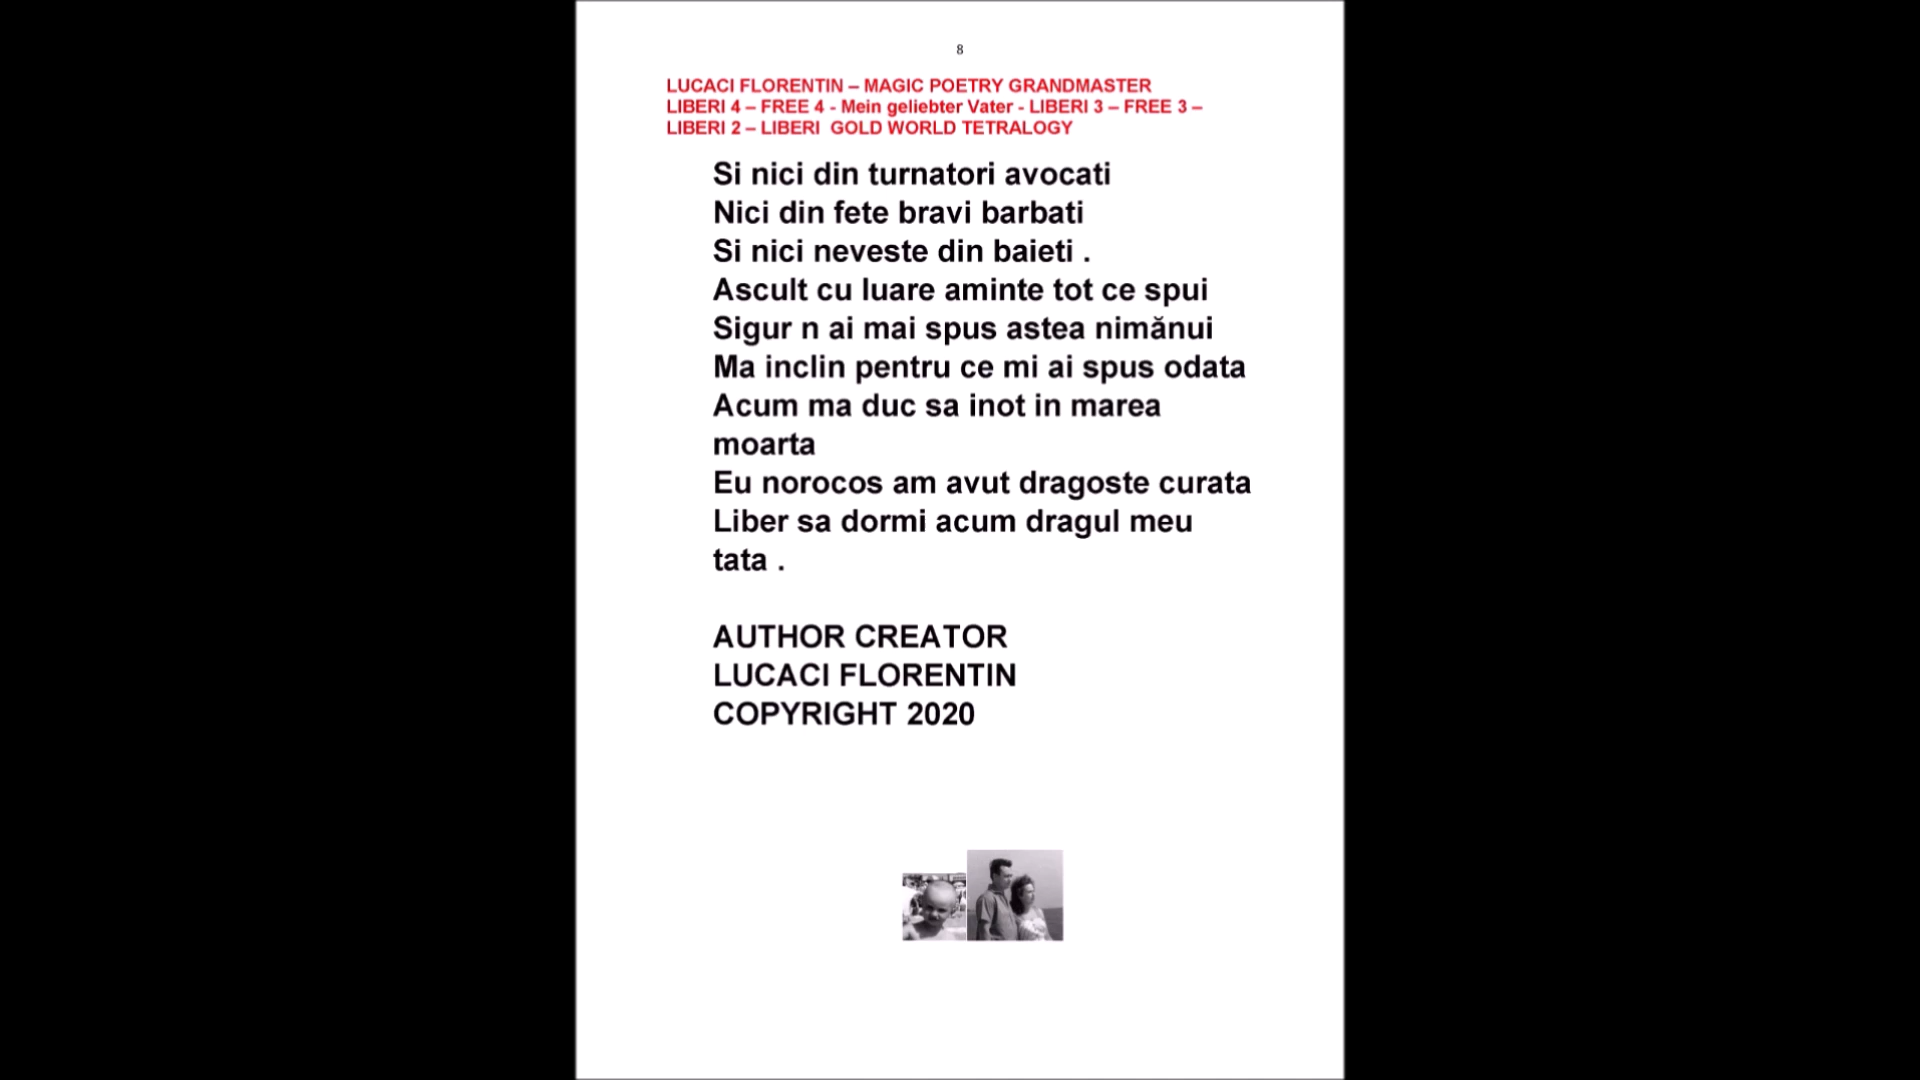 8
LUCACI FLORENTIN – MAGIC POETRY GRANDMASTER
LIBERI 4 – FREE 4 - Mein geliebter Vater - LIBERI 3 – FREE 3 –
LIBERI 2 – LIBERI  GOLD WORLD TETRALOGY
Si nici din turnatori avocati
Nici din fete bravi barbati
Si nici neveste din baieti .
Ascult cu luare aminte tot ce spui
Sigur n ai mai spus astea nimănui
Ma inclin pentru ce mi ai spus odata
Acum ma duc sa inot in marea
moarta
Eu norocos am avut dragoste curata
Liber sa dormi acum dragul meu
tata .
AUTHOR CREATOR
LUCACI FLORENTIN
COPYRIGHT 2020